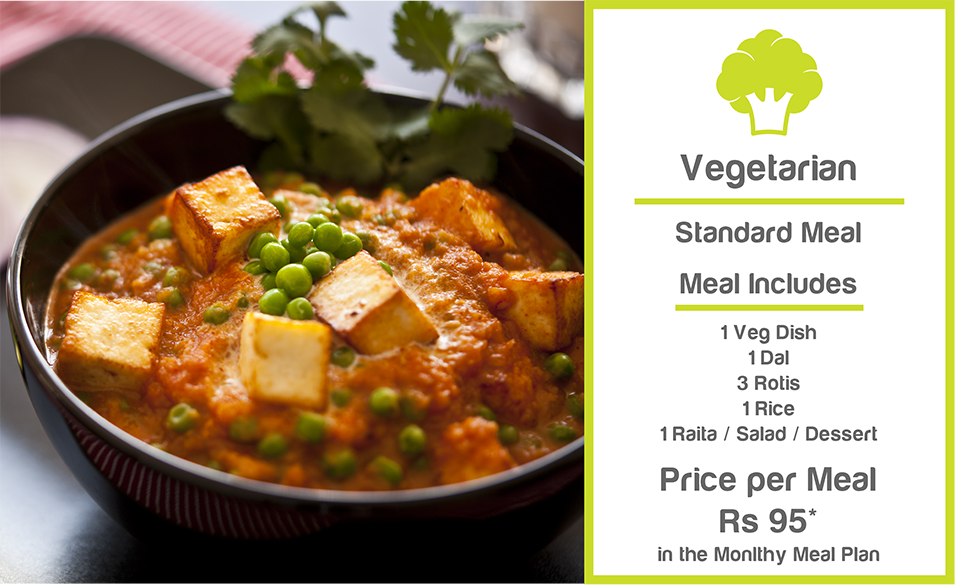 Vegetarian
Standard Meal
Meal Includes
1 Veg Dish
1 Dal
3 Rotis
1 Rice
1 Raita / Salad / Dessert
Price per Meal
Rs 95*
in the Monlthy Meal Plan